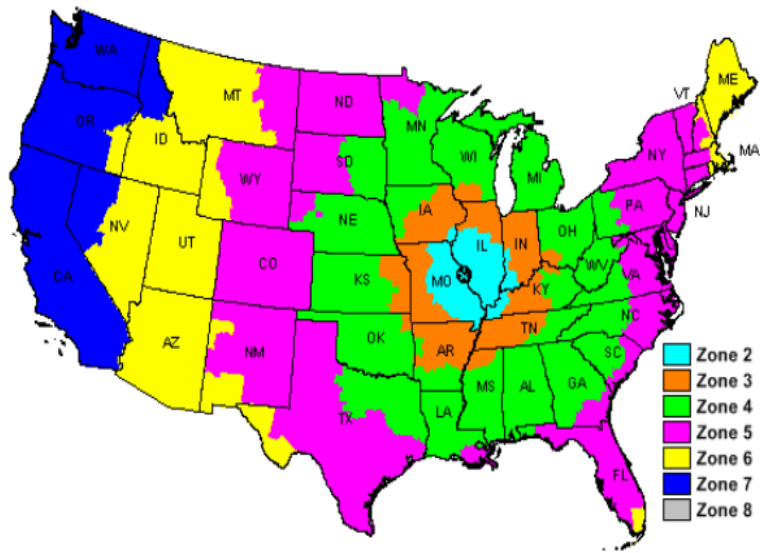 WA
MT
ND
MN
VT
ME
OR
ID
SD
WI
MI
NY
MA
WY
NE
IA
PA
NJ
NV
UT
CO
IL
IN
OH
WV
VA
CA
KS
MO
KY
AZ
NM
OK
AR
TN
NC
SC
TX
LA
MS
AL
GA
FL
Zone 2
Zone 3
Zone 4
Zone 5
Zone 6
Zone 7
Zone 8